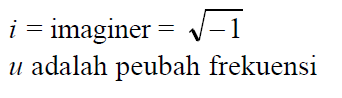 i = imaginer = √−1
u adalah peubah frekuensi